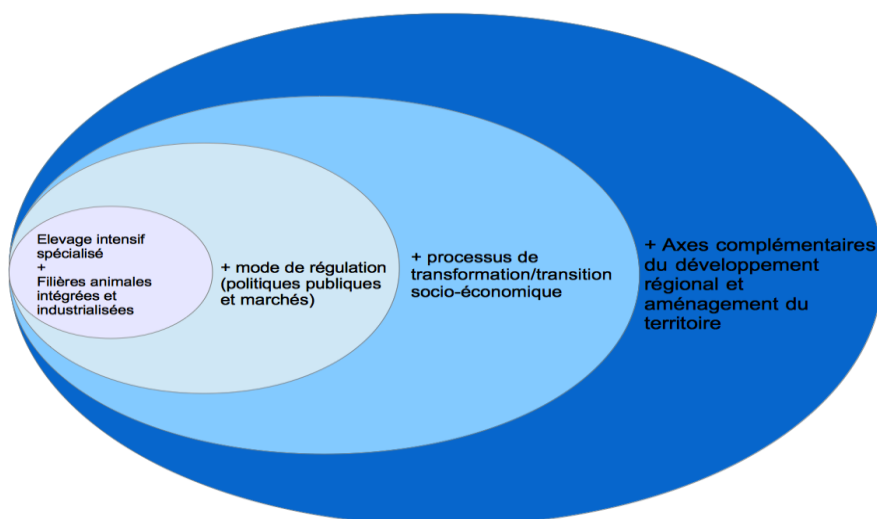 Elevage intensif
spécialisé
+
Filières animales
intégrées et
industrialisées
+ mode de régulation
(politiques publiques
et marchés)
+ processus de
transformation/transition
socio-économique
+ Axes complémentaires
du développement
régional et
aménagement du
territoire